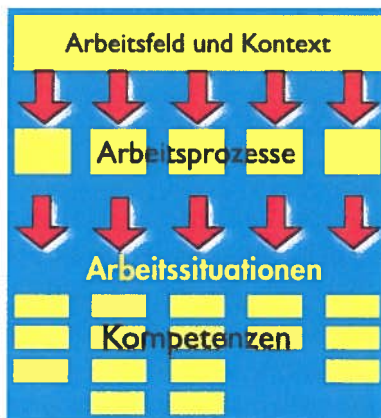 Arbeitsfeld und Kontext
Arbeitsprozesse
Arbeitssituationen
Kompetenzen